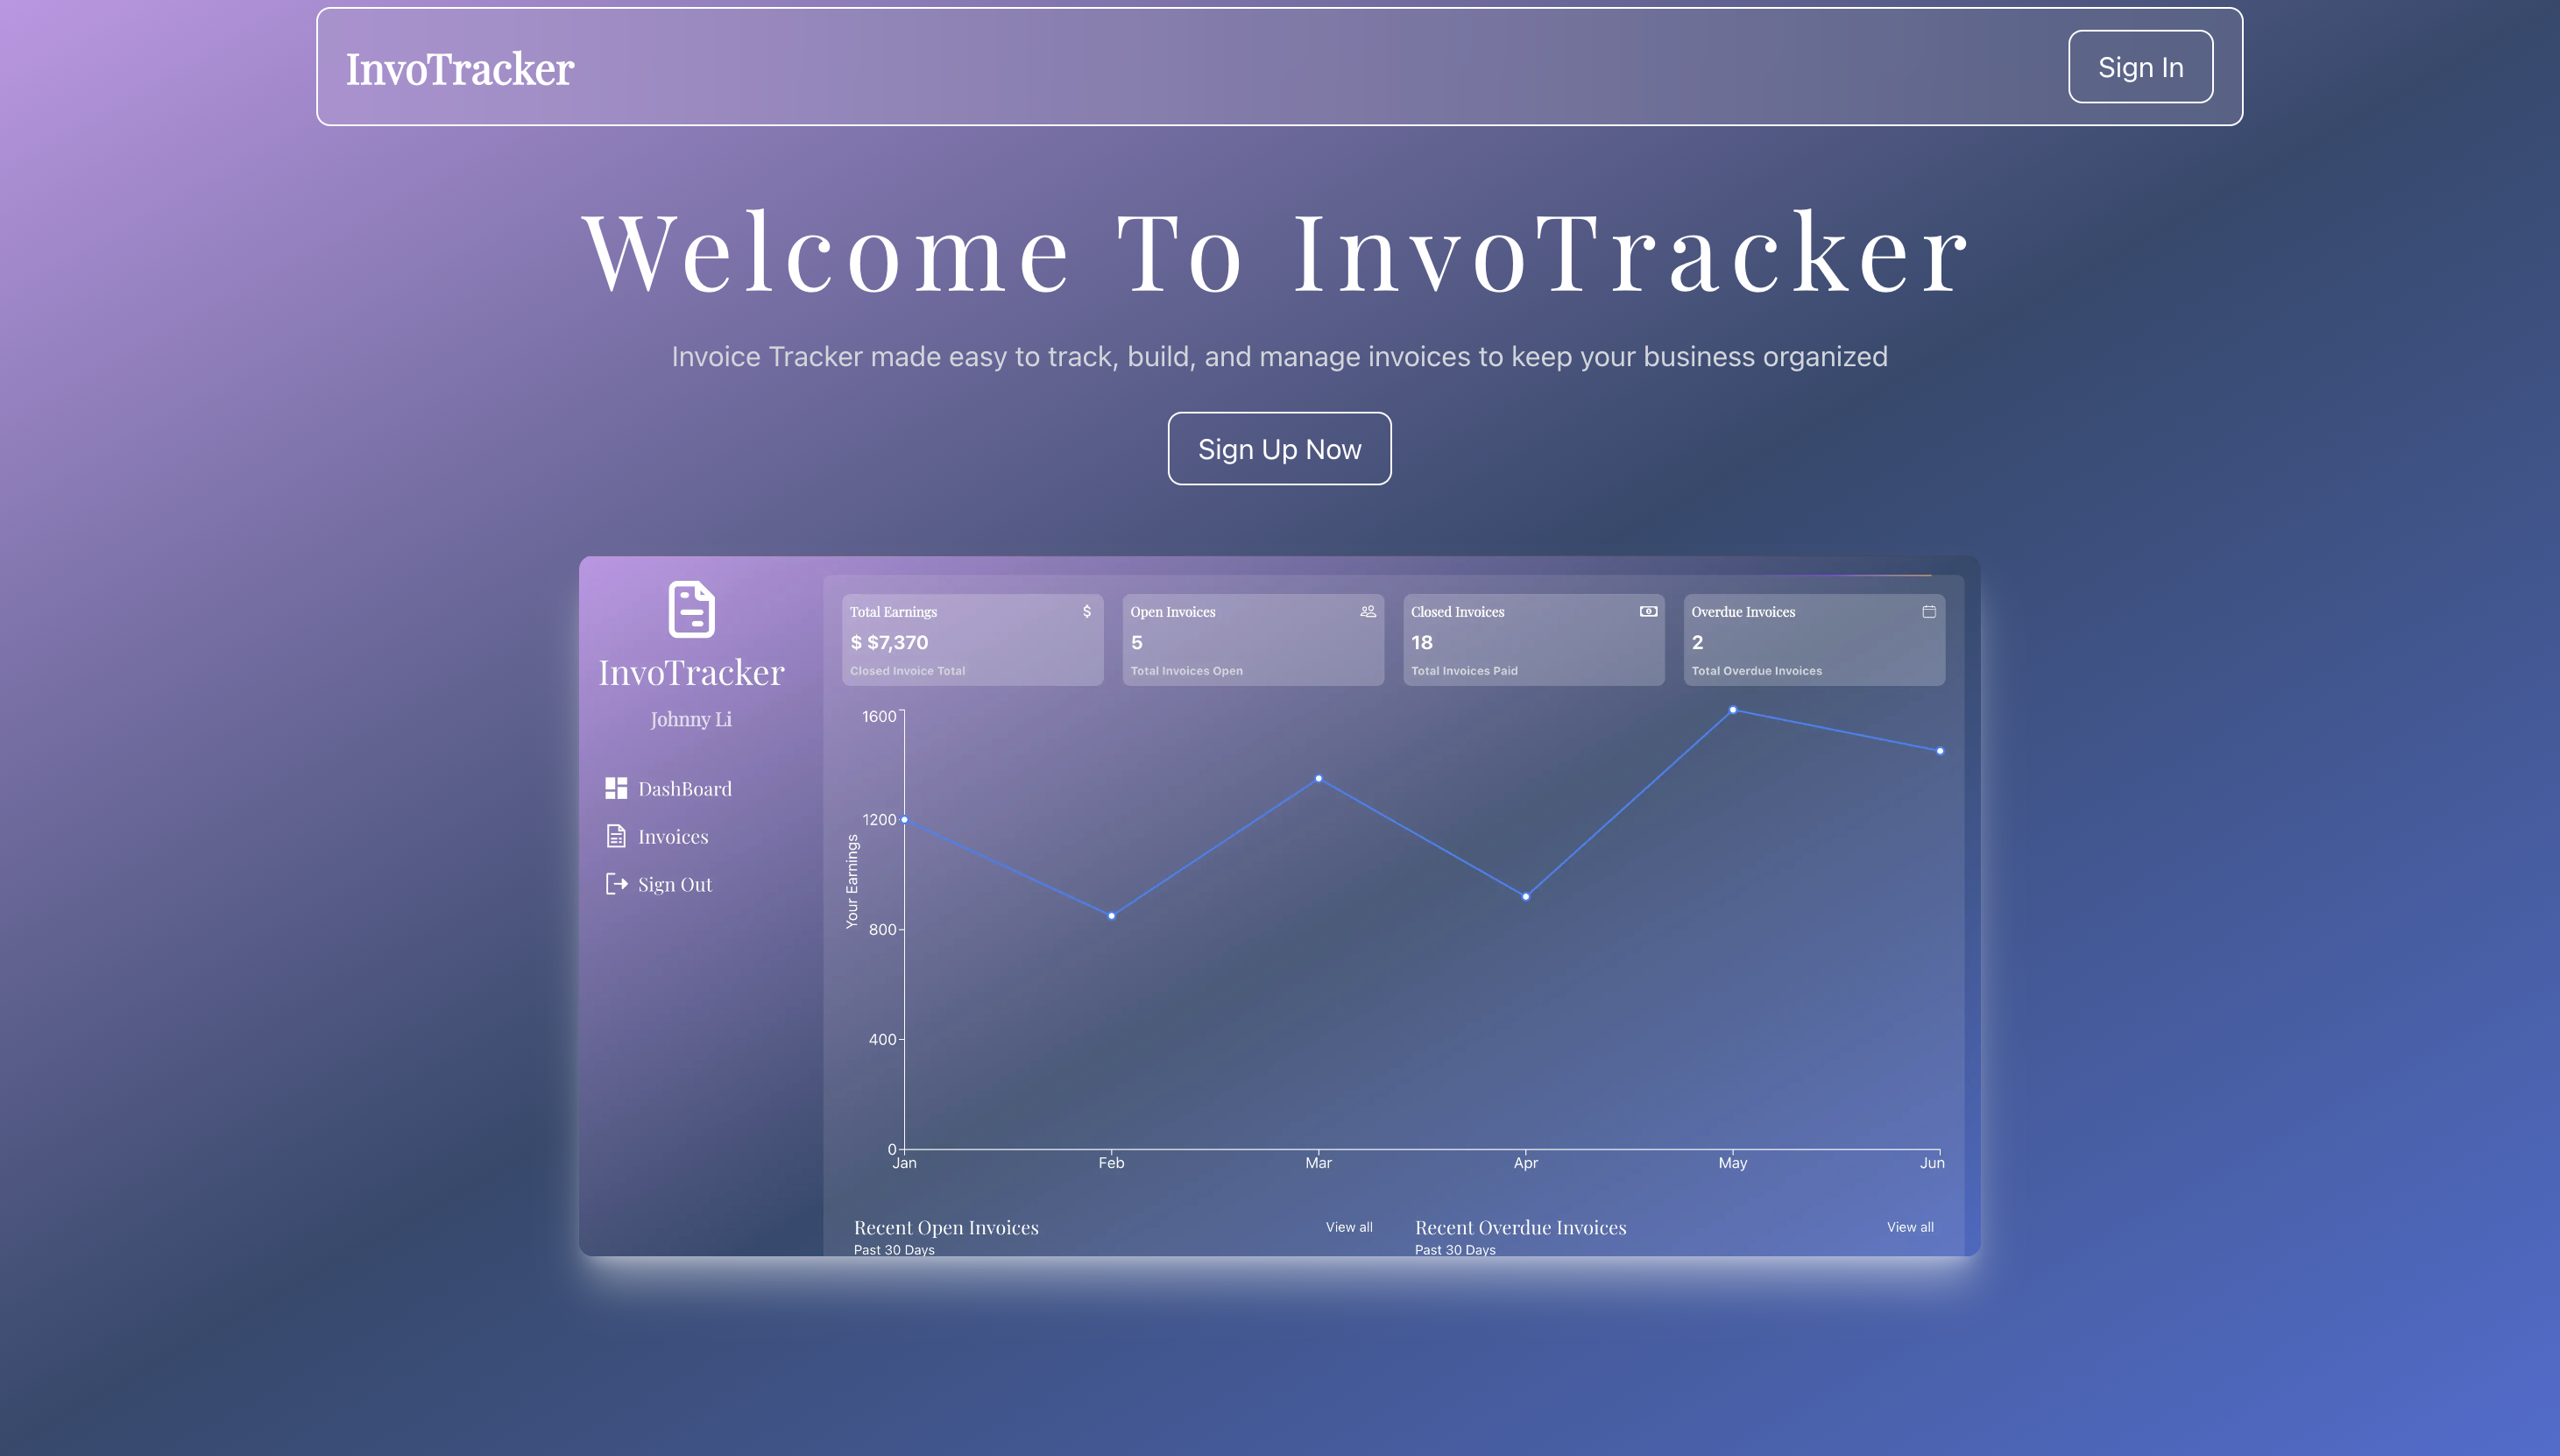 InvoTracker
Sign In
Welcome To InvoTracker
Invoice Tracker made easy to track, build, and manage invoices to keep your business organized
Sign Up Now
InvoTracker
Johnny Li
DashBoard
Invoices
Sign Out
Total Earnings
$ $7,370
Closed Invoice Total
Open Invoices
5
Total Invoices Open
Closed Invoices
18
Total Invoices Paid
Overdue Invoices
2
Total Overdue Invoices
Your Earnings
1600
1200
800
400
0
Jan Feb Mar Apr May Jun
Recent Open Invoices
View all
Past 30 Days
Recent Overdue Invoices
View all
Past 30 Days